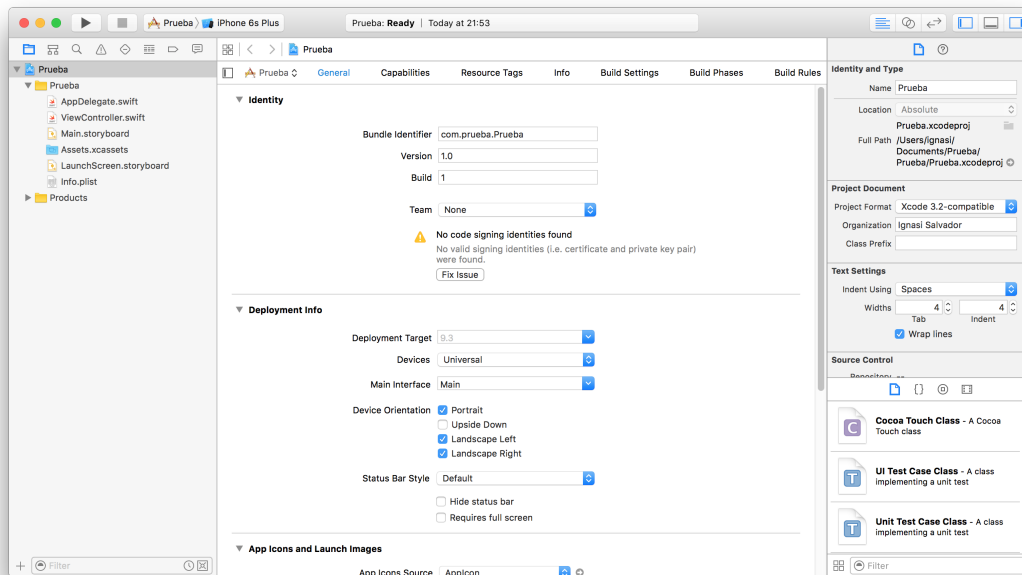 Prueba
iPhone 6s Plus
Prueba: Ready | Today at 21:53
Prueba
AppDelegate.swift
ViewController.swift
Main.storyboard
Assets.xcassets
LaunchScreen.storyboard
Info.plist
Products
Prueba
Filter
Prueba
Prueba
General
Capabilities
Resource Tags
Info
Build Settings
Build Phases
Build Rules
Identity
Bundle Identifier com.prueba.Prueba
Version 1.0
Build 1
Team None
No code signing identities found
No valid signing identities (i.e. certificate and private key pair)
were found.
Fix Issue
Deployment Info
Deployment Target 9.3
Devices Universal
Main Interface Main
Device Orientation Portrait
Upside Down
Landscape Left
Landscape Right
Status Bar Style Default
Hide status bar
Requires full screen
App Icons and Launch Images
App Icons Source AppIcon
Identity and Type
Name Prueba
Location Absolute
Prueba.xcodeproj
Full Path /Users/ignasi/
Documents/Prueba/
Prueba/Prueba.xcodeproj
Project Document
Project Format Xcode 3.2-compatible
Organization Ignasi Salvador
Class Prefix
Text Settings
Indent Using Spaces
Widths 4 4
Tab Indent
Wrap lines
Source Control
Repository --
{}
C
Cocoa Touch Class - A Cocoa
Touch class
T
UI Test Case Class - A class
implementing a unit test
T
Unit Test Case Class - A class
implementing a unit test
Filter